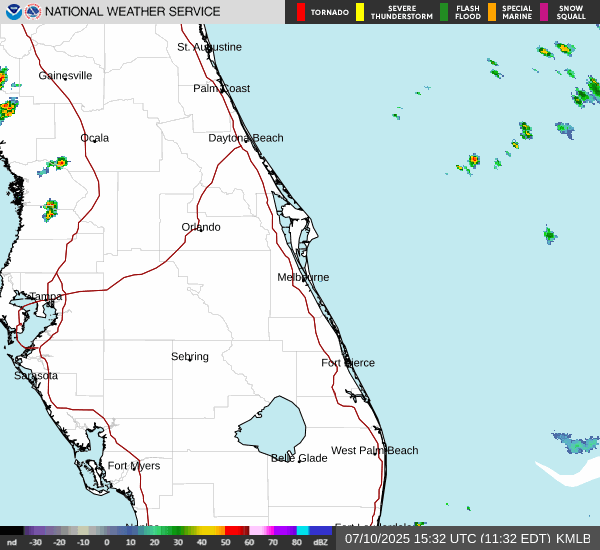 NATIONAL WEATHER SERVICE
TORNADO
SEVERE THUNDERSTORM
FLASH FLOOD
SPECIAL MARINE
SNOW SQUALL
St. Augustine
Gainesville
Palm Coast
Ocala
Daytona Beach
Orlando
Melbourne
Tampa
Sebring
Fort Pierce
Sarasota
West Palm Beach
Belle Glade
Fort Myers
Fort Lauderdale
nd -30 -20 -10 0 10 20 30 40 50 60 70 80 dBZ
07/10/2025 15:32 UTC (11:32 EDT) KMLB